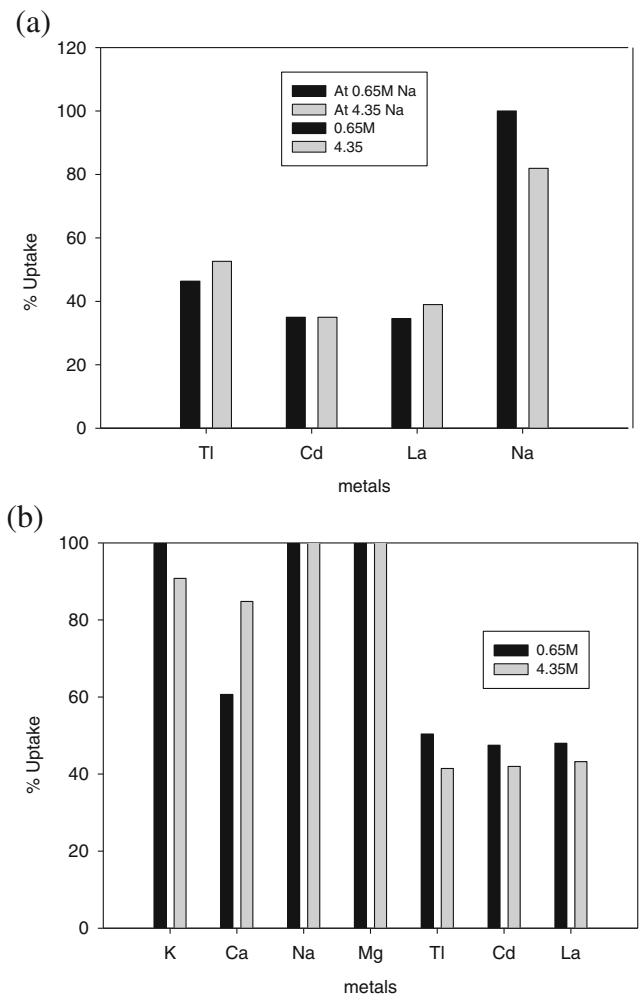 (a)
120
100
80
60
40
20
0
% Uptake
At 0.65M Na
At 4.35 Na
0.65M
4.35
Tl Cd La Na
metals
(b)
100
80
60
40
20
0
% Uptake
0.65M
4.35M
K Ca Na Mg Tl Cd La
metals